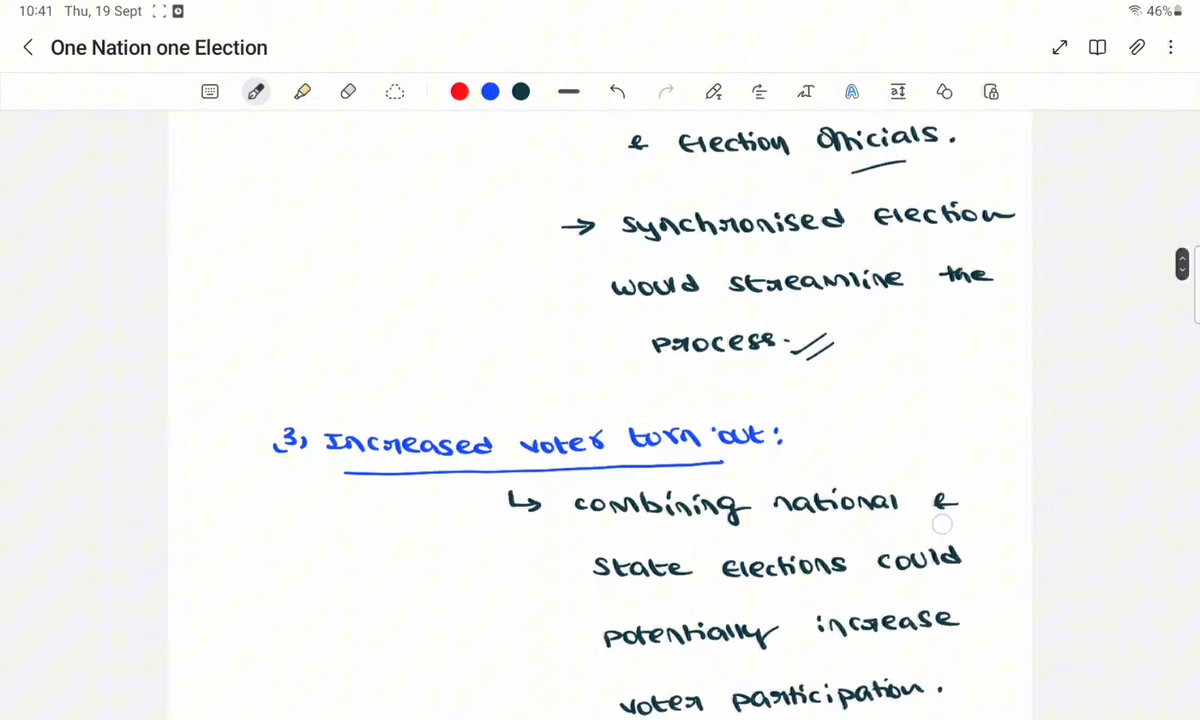 10:41 Thu, 19 Sept
46%
One Nation one Election
& Election Officials.
→ Synchronised Election
would streamline the
process.
3, Increased voter turn out:
↳ combining national &
state Elections could
potentially increase
voter participation.